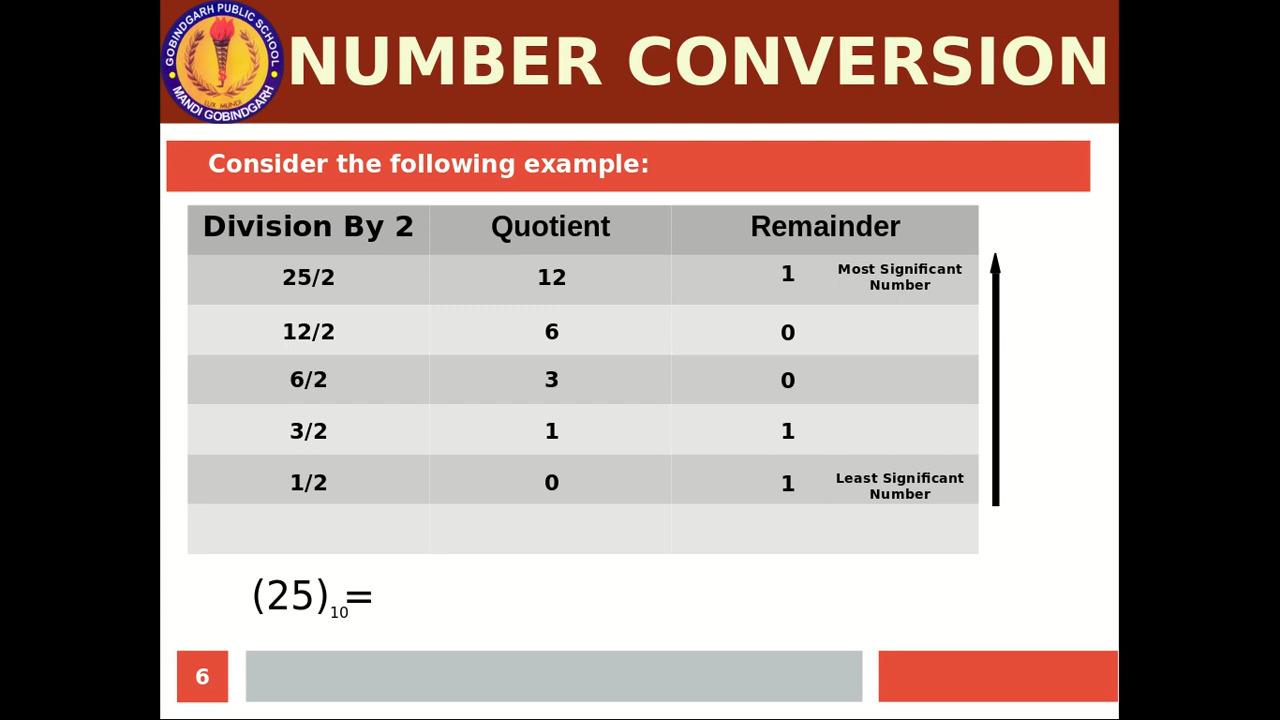 GOBINDGARH PUBLIC SCHOOL
LUX MUNDI
MANDI GOBINDGARH
NUMBER CONVERSION
Consider the following example:
Division By 2 Quotient Remainder
25/2 12 1 Most Significant
Number
12/2 6 0
6/2 3 0
3/2 1 1
1/2 0 1 Least Significant
Number
(25)10=
6